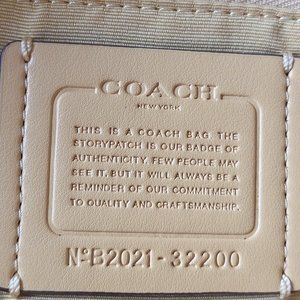 COACH
NEW YORK
THIS IS A COACH BAG. THE
STORYPATCH IS OUR BADGE OF
AUTHENTICITY. FEW PEOPLE MAY
SEE IT. BUT IT WILL ALWAYS BE A
REMINDER OF OUR COMMITMENT
TO QUALITY AND CRAFTSMANSHIP.
NºB2021-32200